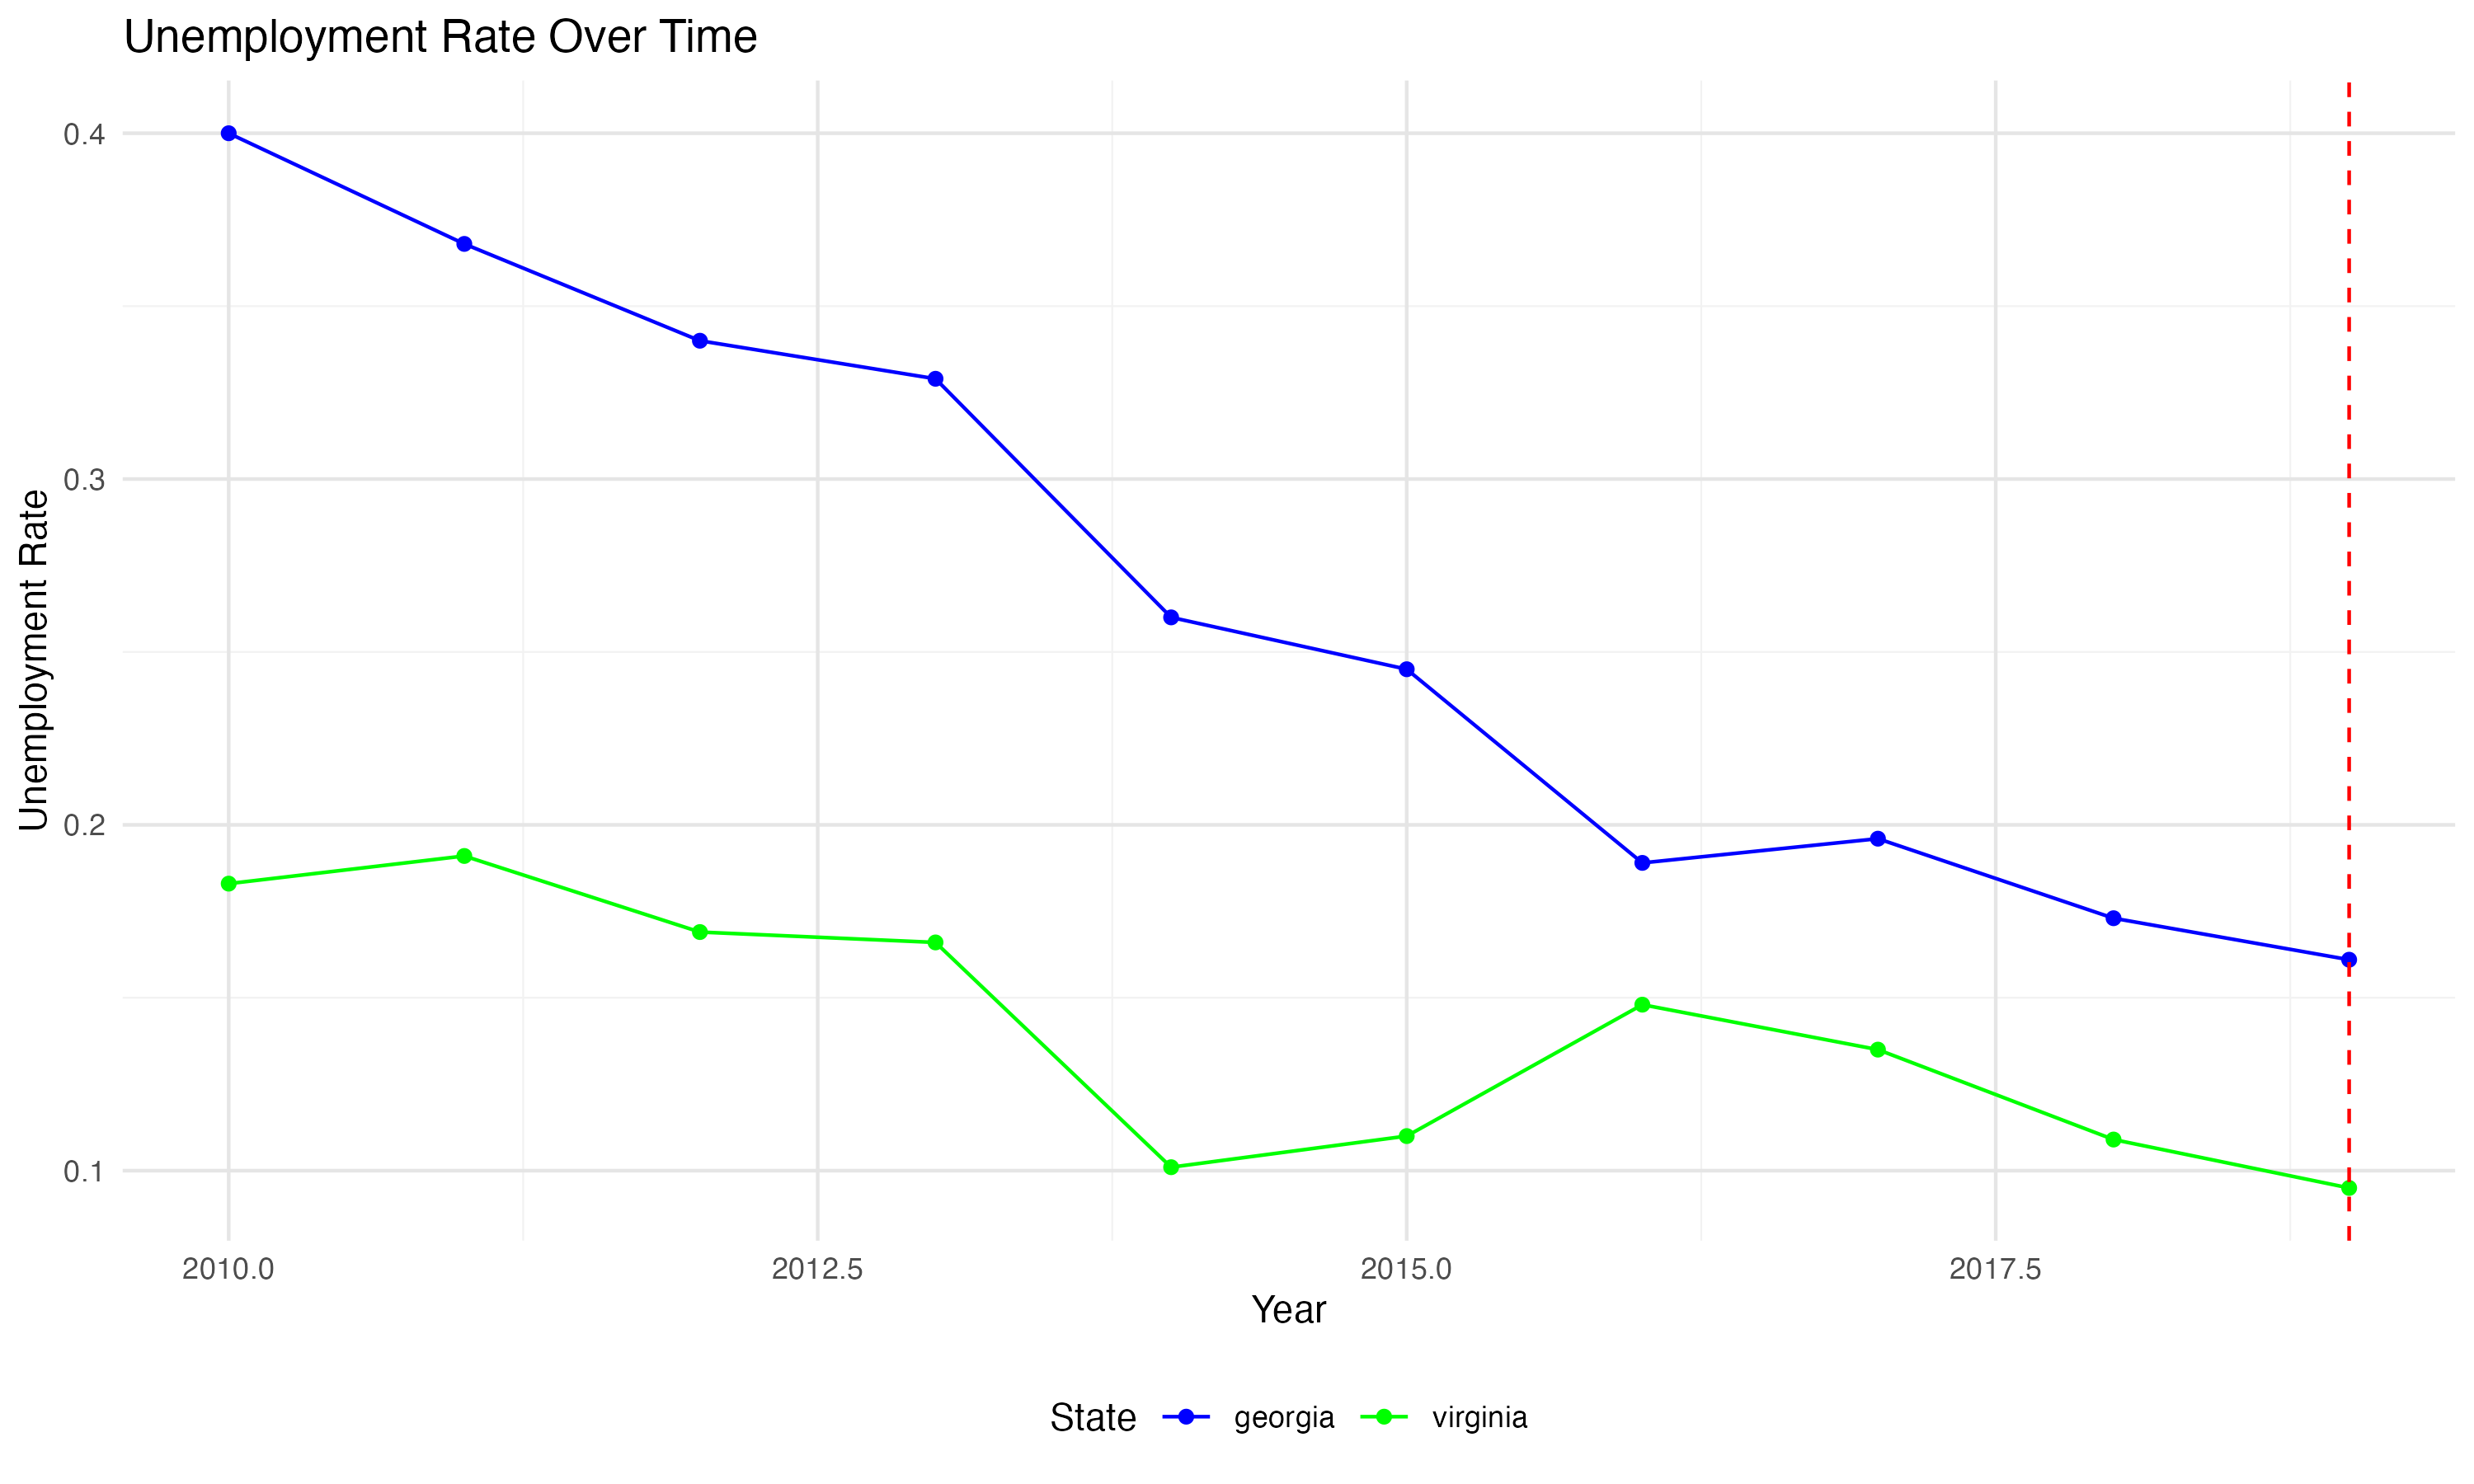 Unemployment Rate Over Time
Unemployment Rate
0.4
0.3
0.2
0.1
2010.0 2012.5 2015.0 2017.5
Year
State georgia virginia